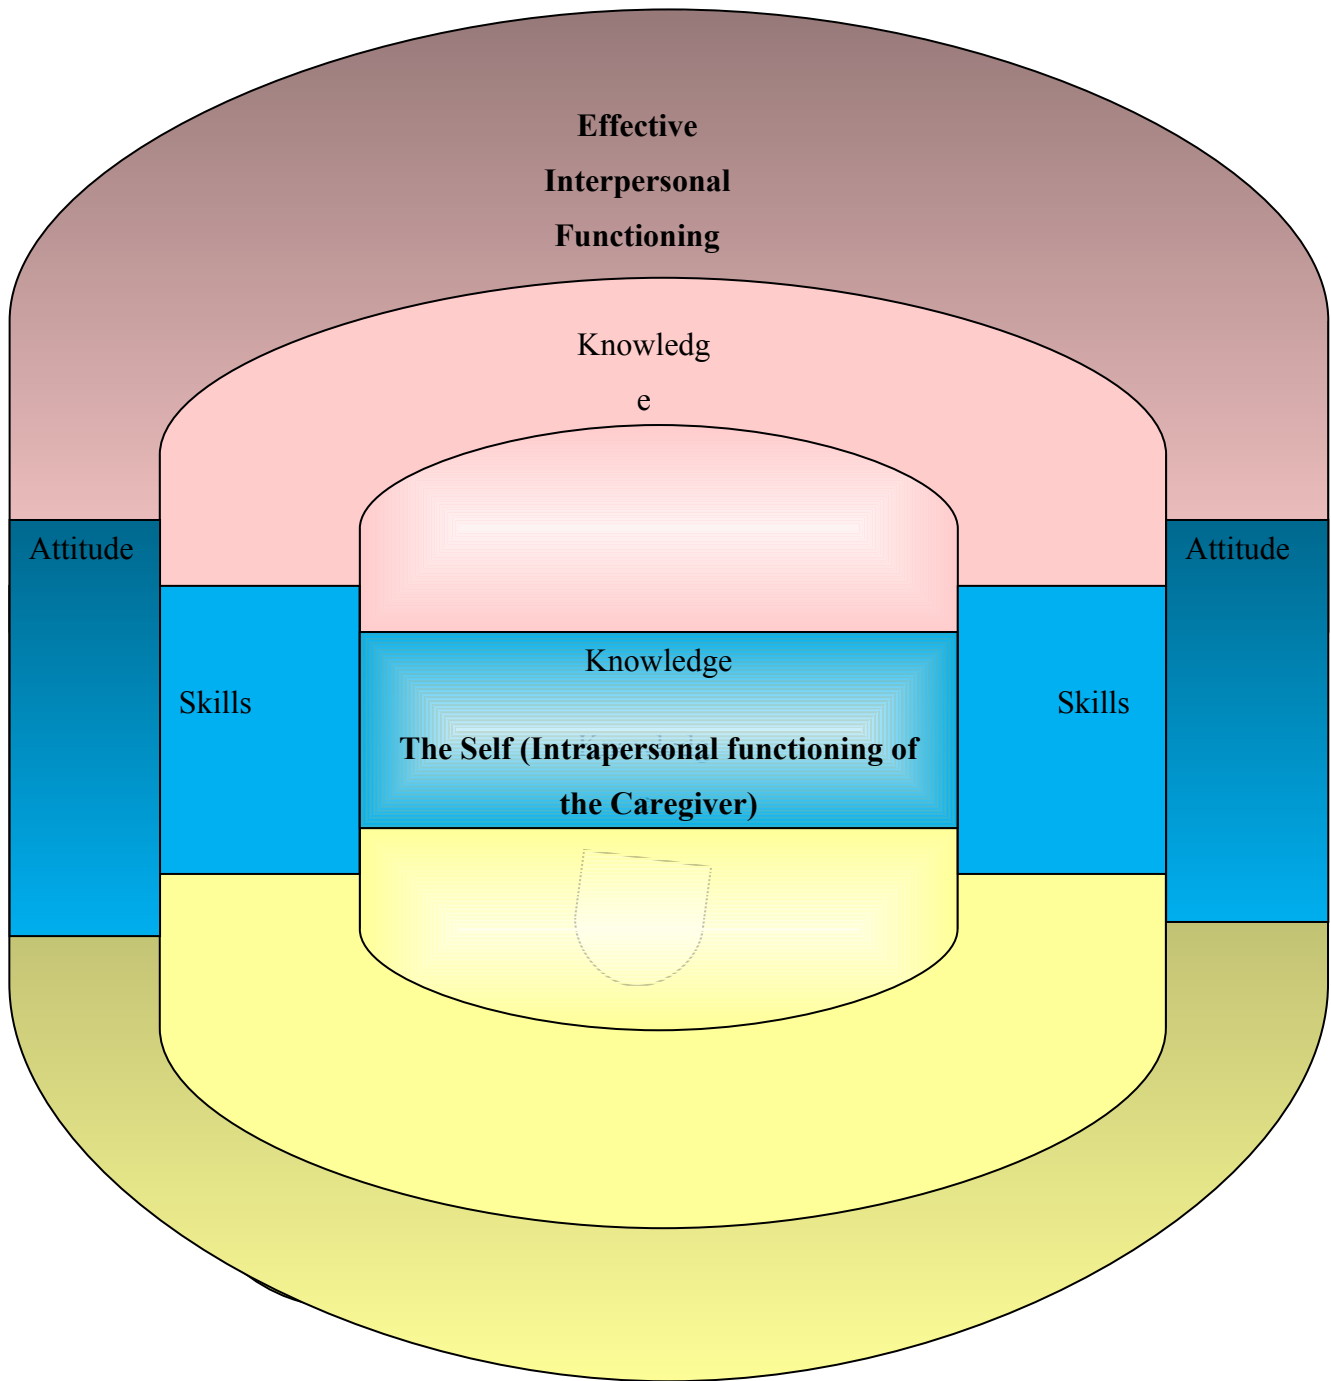 Effective
Interpersonal
Functioning
Knowledg
e
Attitude
Attitude
Knowledge
Skills
Skills
The Self (Intrapersonal functioning of
the Caregiver)